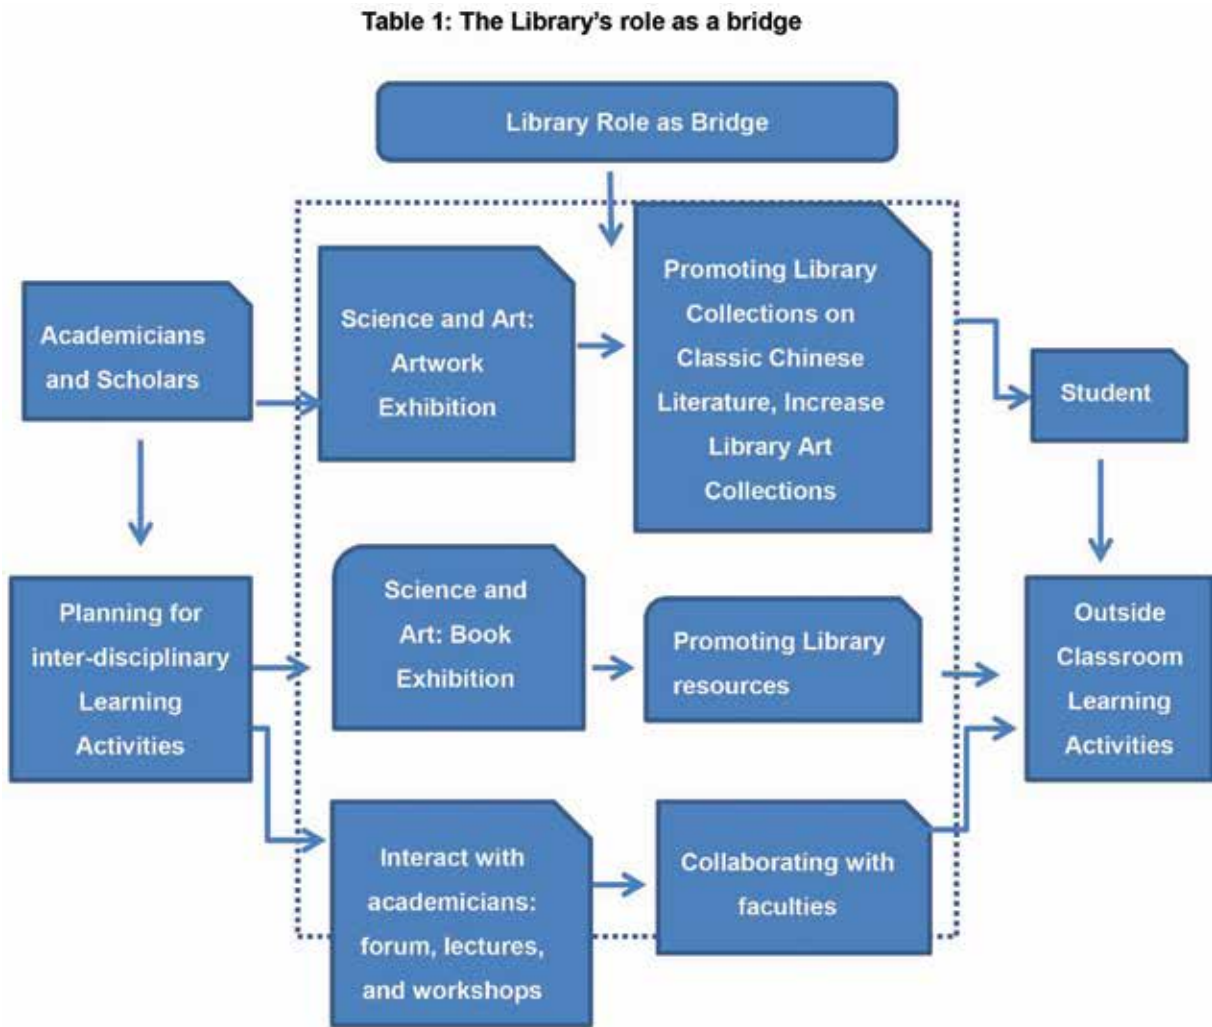 Table 1: The Library's role as a bridge
Library Role as Bridge
Academicians
and Scholars
Science and Art:
Artwork
Exhibition
Promoting Library
Collections on
Classic Chinese
Literature, Increase
Library Art
Collections
Student
Planning for
inter-disciplinary
Learning
Activities
Science and
Art: Book
Exhibition
Promoting Library
resources
Outside
Classroom
Learning
Activities
Interact with
academicians:
forum, lectures,
and workshops
Collaborating with
faculties